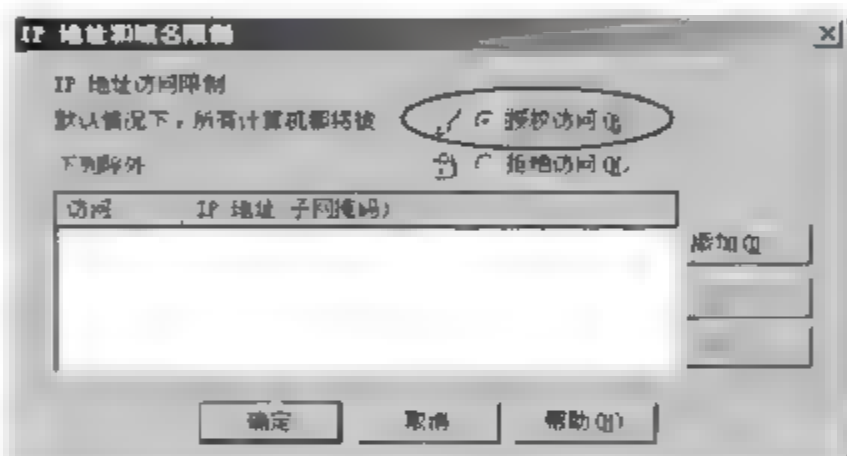 IP 地址和域名限制
IP 地址访问限制
默认情况下，所有计算机都将被
授权访问(R)
下列除外
拒绝访问(N)
访问 IP 地址 子网掩码)
添加(D)
确定
取消
帮助(H)